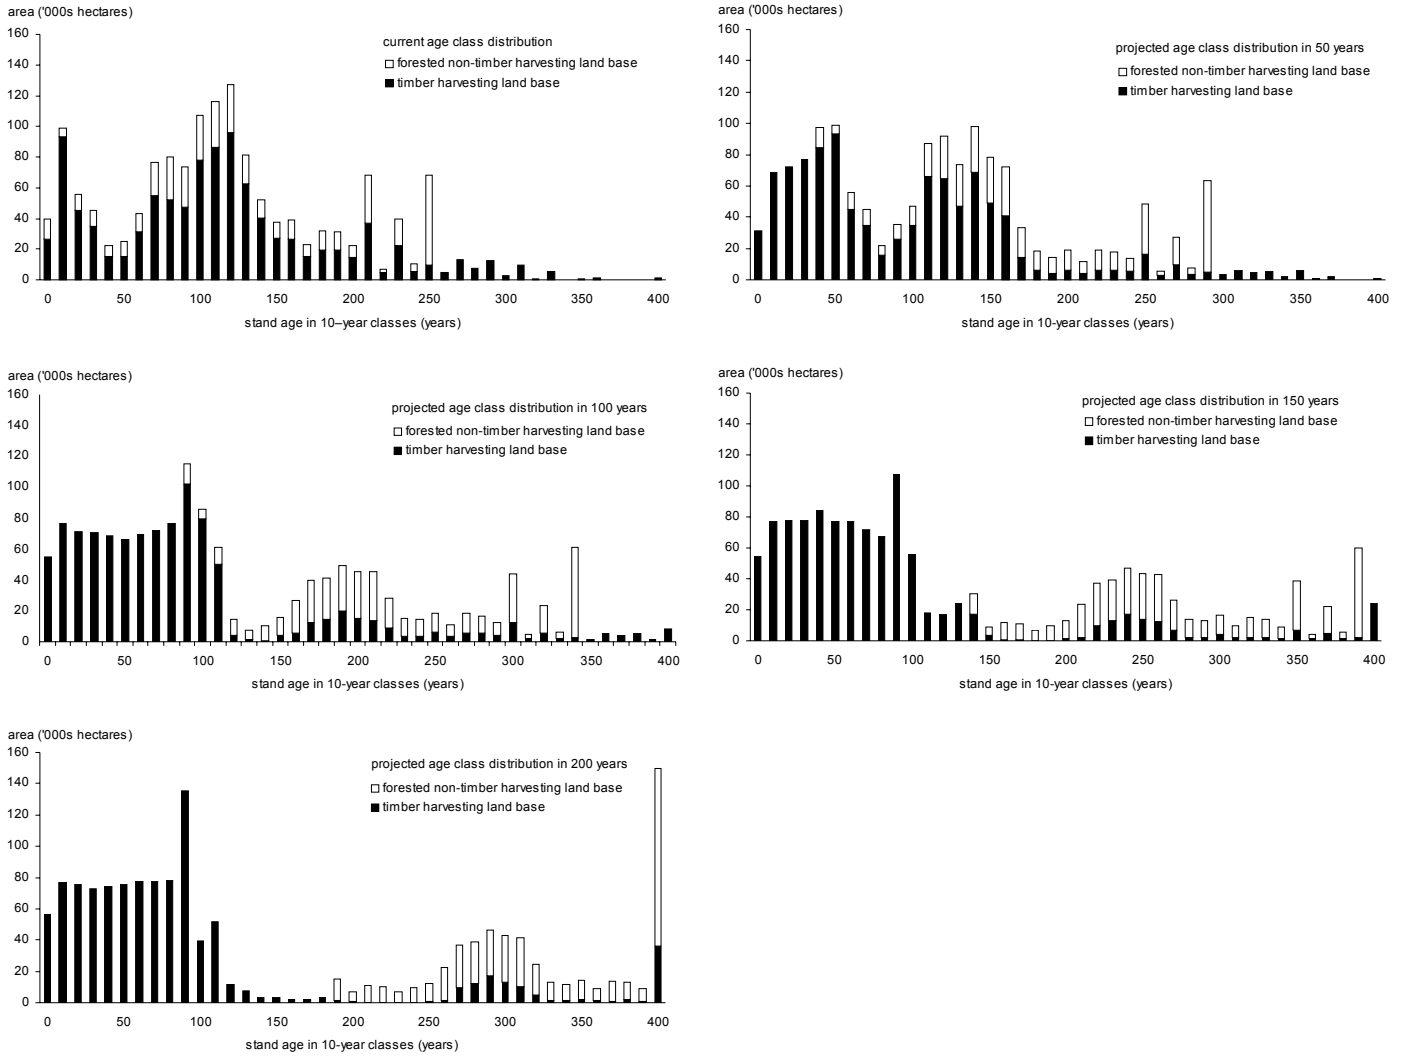 area ('000s hectares)
160
140
120
100
80
60
40
20
0
current age class distribution
forested non-timber harvesting land base
timber harvesting land base
0 50 100 150 200 250 300 350 400
stand age in 10–year classes (years)
area ('000s hectares)
160
140
120
100
80
60
40
20
0
projected age class distribution in 50 years
forested non-timber harvesting land base
timber harvesting land base
0 50 100 150 200 250 300 350 400
stand age in 10-year classes (years)
area ('000s hectares)
160
140
120
100
80
60
40
20
0
projected age class distribution in 100 years
forested non-timber harvesting land base
timber harvesting land base
0 50 100 150 200 250 300 350 400
stand age in 10-year classes (years)
area ('000s hectares)
160
140
120
100
80
60
40
20
0
projected age class distribution in 150 years
forested non-timber harvesting land base
timber harvesting land base
0 50 100 150 200 250 300 350 400
stand age in 10-year classes (years)
area ('000s hectares)
160
140
120
100
80
60
40
20
0
projected age class distribution in 200 years
forested non-timber harvesting land base
timber harvesting land base
0 50 100 150 200 250 300 350 400
stand age in 10-year classes (years)